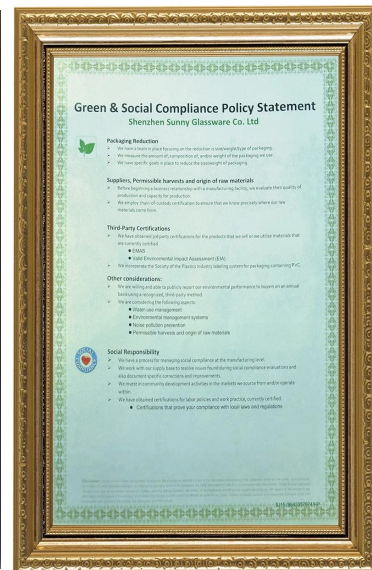 Green & Social Compliance Policy Statement
Shenzhen Sunny Glassware Co. Ltd
Packaging Reduction
➢ We have a team in place focusing on the reduction in size/weight/type of packaging.
➢ We measure the amount of, composition of, and/or weight of the packaging we use.
➢ We have specific goals in place to reduce the size/weight of packaging.
Suppliers, Permissible harvests and origin of raw materials
➢ Before beginning a business relationship with a manufacturing facility, we evaluate their quality of
production and capacity for production.
➢ We employ chain-of-custody certification to ensure that we know precisely where our raw
materials come from.
Third-Party Certifications
➢ We have obtained 3rd party certifications for the products that we sell or we utilize materials that
are currently certified
● EMAS
● Valid Environmental Impact Assessment (EIA)
➢ We incorporate the Society of the Plastics Industry labeling system for packaging containing PVC.
Other considerations:
➢ We are willing and able to publicly report our environmental performance to buyers on an annual
basis using a recognized, third-party method.
➢ We are considering the following aspects:
● Water use management
● Environmental management systems
● Noise pollution prevention
● Permissible harvests and origin of raw materials
Social Responsibility
➢ We have a process for managing social compliance at the manufacturing level.
➢ We work with our supply base to resolve issues found during social compliance evaluations and
also document specific corrections and improvements.
➢ We invest in community development activities in the markets we source from and/or operate
within.
➢ We have obtained certifications for labor policies and work practice, currently certified
● Certifications that prove your compliance with local laws and regulations